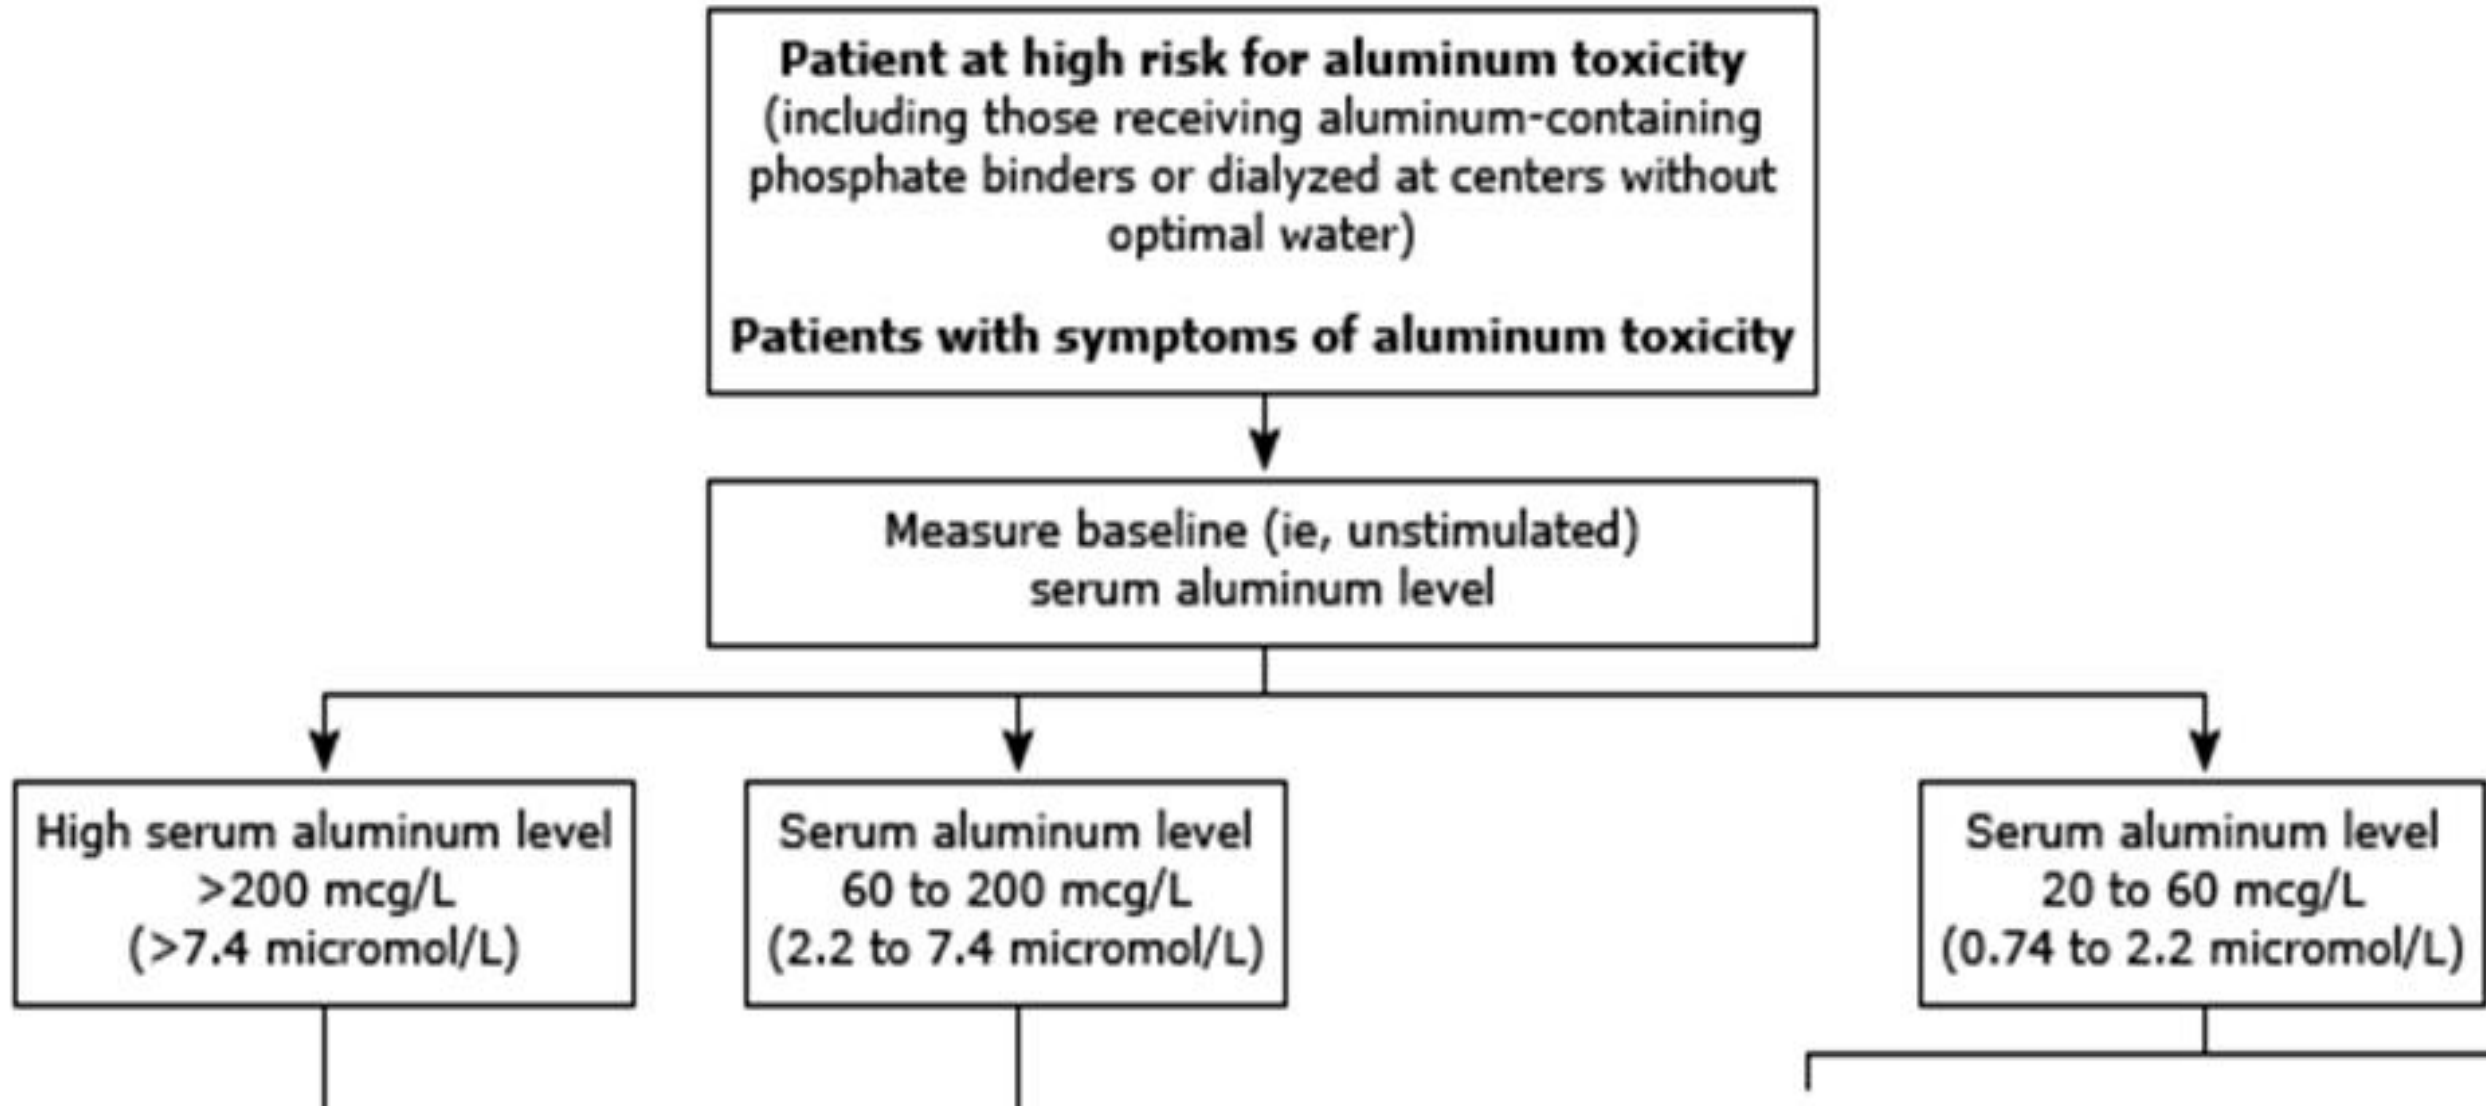 Patient at high risk for aluminum toxicity
(including those receiving aluminum-containing
phosphate binders or dialyzed at centers without
optimal water)
Patients with symptoms of aluminum toxicity
Measure baseline (ie, unstimulated)
serum aluminum level
High serum aluminum level
>200 mcg/L
(>7.4 micromol/L)
Serum aluminum level
60 to 200 mcg/L
(2.2 to 7.4 micromol/L)
Serum aluminum level
20 to 60 mcg/L
(0.74 to 2.2 micromol/L)